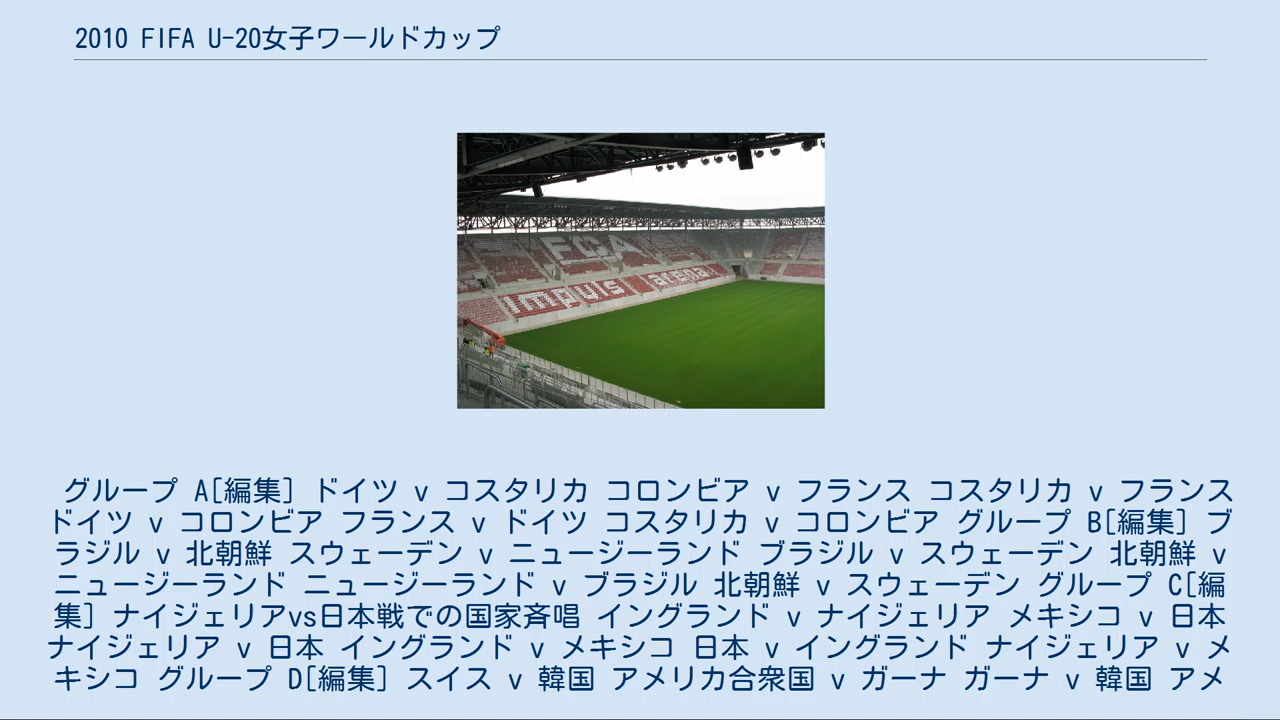 2010 FIFA U-20女子ワールドカップ
FCA
impuls arena
グループ A[編集] ドイツ v コスタリカ コロンビア v フランス コスタリカ v フランス
ドイツ v コロンビア フランス v ドイツ コスタリカ v コロンビア グループ B[編集] ブ
ラジル v 北朝鮮 スウェーデン v ニュージーランド ブラジル v スウェーデン 北朝鮮 v
ニュージーランド ニュージーランド v ブラジル 北朝鮮 v スウェーデン グループ C[編
集] ナイジェリアvs日本戦での国家斉唱 イングランド v ナイジェリア メキシコ v 日本
ナイジェリア v 日本 イングランド v メキシコ 日本 v イングランド ナイジェリア v メ
キシコ グループ D[編集] スイス v 韓国 アメリカ合衆国 v ガーナ ガーナ v 韓国 アメ